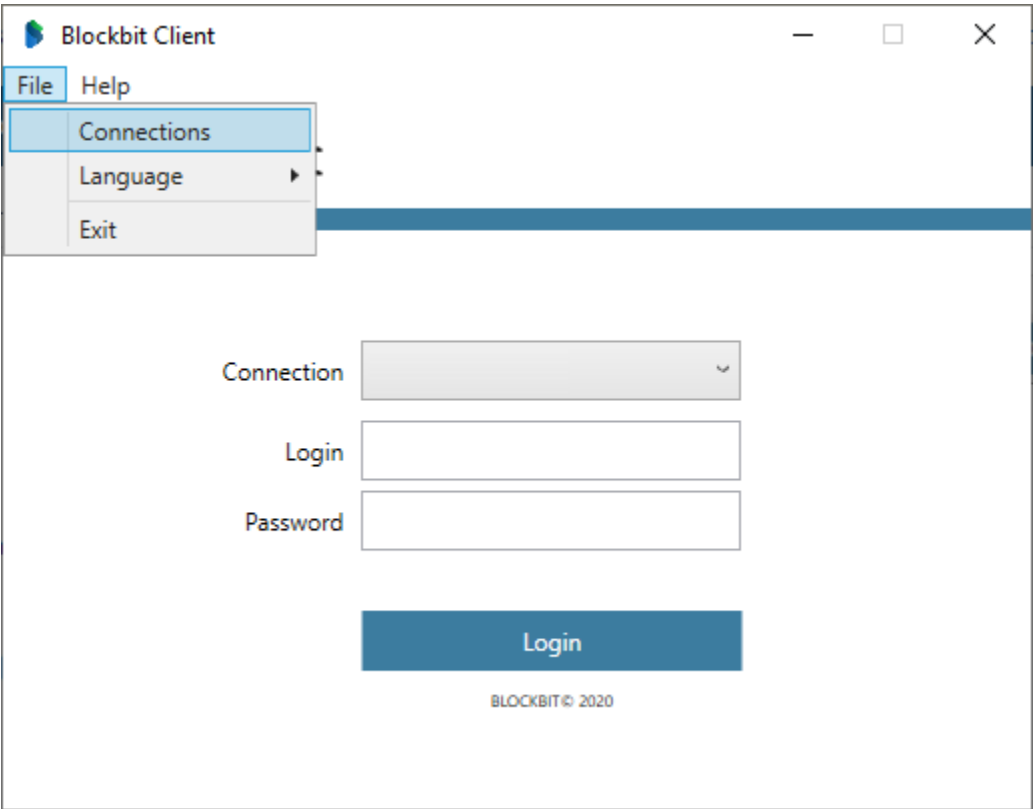 Blockbit Client
File Help
Connections
Language
Exit
Connection
Login
Password
Login
BLOCKBIT© 2020